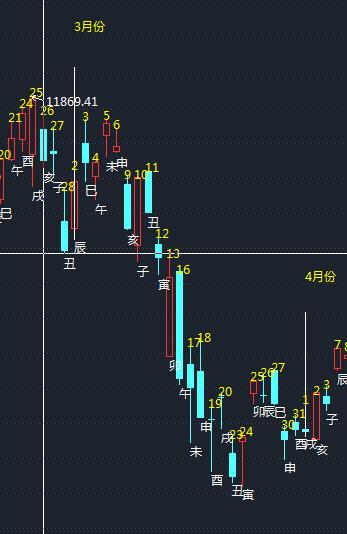 3月份
25
11869.41
24
26
21
27
3
5
6
20
酉
未
申
午
亥
4
2
巳
子
28
戌
午
9
10
11
巳
辰
丑
亥
12
子
13
寅
16
4月份
卯
17
18
7
8
午
20
25
26
27
辰
19
2
3
1
卯
辰
巳
31
子
申
戌
30
23
24
酉
戌
亥
未
申
酉
丑
寅